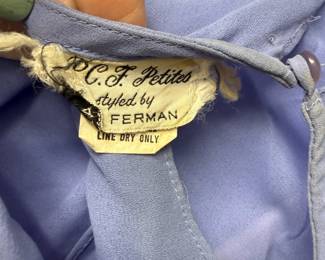 C. F. Petites
styled by
FERMAN
LINE DRY ONLY